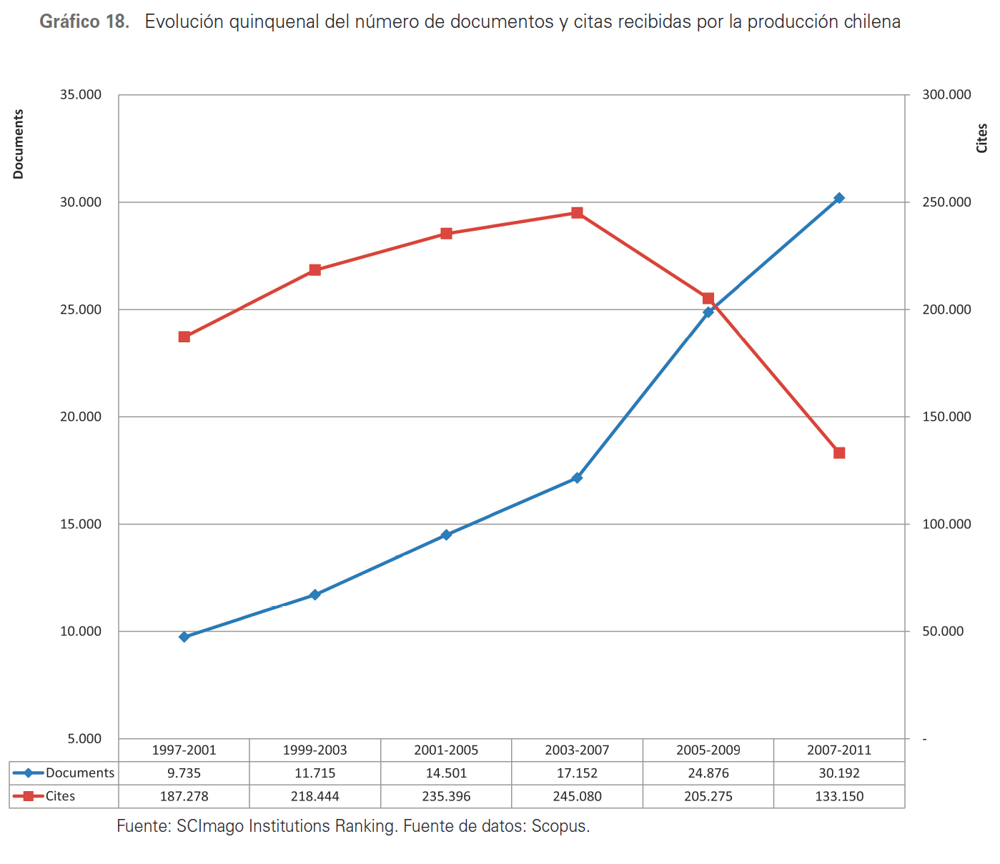 Gráfico 18. Evolución quinquenal del número de documentos y citas recibidas por la producción chilena
Documents
Cites
35.000 300.000
30.000 250.000
25.000 200.000
20.000 150.000
15.000 100.000
10.000 50.000
5.000 -
1997-2001 1999-2003 2001-2005 2003-2007 2005-2009 2007-2011
Documents 9.735 11.715 14.501 17.152 24.876 30.192
Cites 187.278 218.444 235.396 245.080 205.275 133.150
Fuente: SCImago Institutions Ranking. Fuente de datos: Scopus.